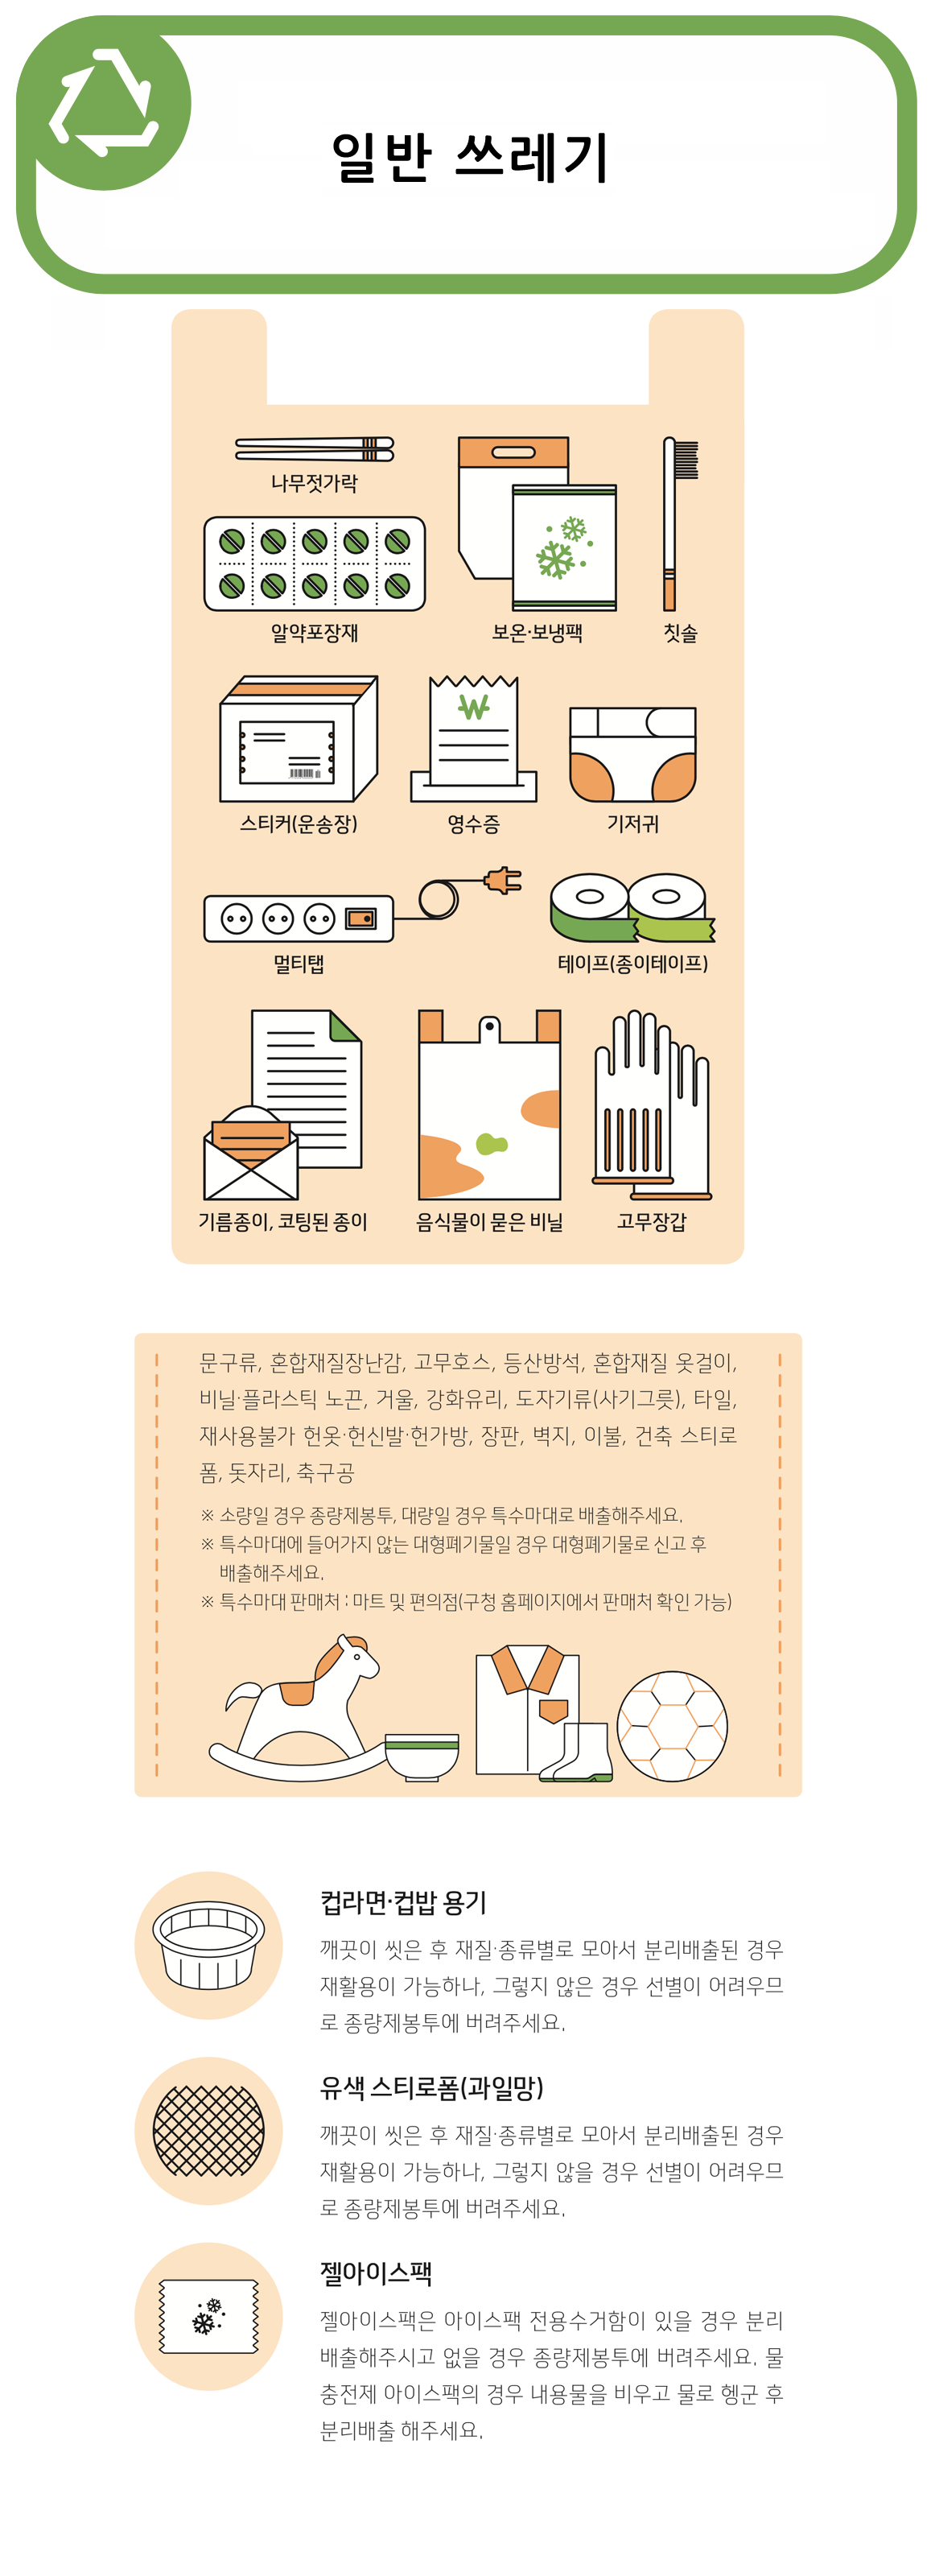 일반 쓰레기
나무젓가락
알약포장재
보온·보냉팩
칫솔
₩
스티커(운송장)
영수증
기저귀
멀티탭
테이프(종이테이프)
기름종이, 코팅된 종이
음식물이 묻은 비닐
고무장갑
문구류, 혼합재질장난감, 고무호스, 등산방석, 혼합재질 옷걸이,
비닐·플라스틱 노끈, 거울, 강화유리, 도자기류(사기그릇), 타일,
재사용불가 헌옷·헌신발·헌가방, 장판, 벽지, 이불, 건축 스티로
폼, 돗자리, 축구공
※ 소량일 경우 종량제봉투, 대량일 경우 특수마대로 배출해주세요.
※ 특수마대에 들어가지 않는 대형폐기물일 경우 대형폐기물로 신고 후
배출해주세요.
※ 특수마대 판매처 : 마트 및 편의점(구청 홈페이지에서 판매처 확인 가능)
컵라면·컵밥 용기
깨끗이 씻은 후 재질·종류별로 모아서 분리배출된 경우
재활용이 가능하나, 그렇지 않은 경우 선별이 어려우므
로 종량제봉투에 버려주세요.
유색 스티로폼(과일망)
깨끗이 씻은 후 재질·종류별로 모아서 분리배출된 경우
재활용이 가능하나, 그렇지 않을 경우 선별이 어려우므
로 종량제봉투에 버려주세요.
젤아이스팩
젤아이스팩은 아이스팩 전용수거함이 있을 경우 분리
배출해주시고 없을 경우 종량제봉투에 버려주세요. 물
충전제 아이스팩의 경우 내용물을 비우고 물로 헹군 후
분리배출 해주세요.